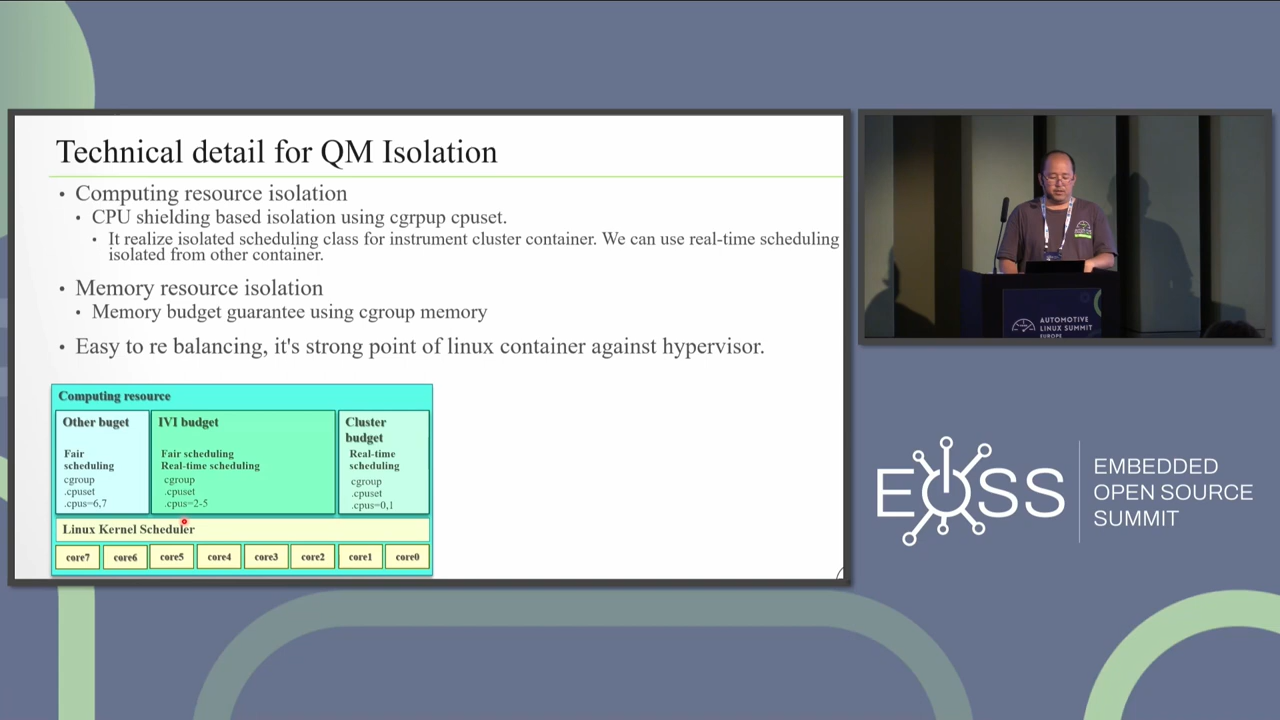 Technical detail for QM Isolation
• Computing resource isolation
• CPU shielding based isolation using cgrpup cpuset.
• It realize isolated scheduling class for instrument cluster container. We can use real-time scheduling
isolated from other container.
• Memory resource isolation
• Memory budget guarantee using cgroup memory
• Easy to re balancing, it's strong point of linux container against hypervisor.
Computing resource
Other buget
Fair
scheduling
cgroup
.cpuset
.cpus=6,7
IVI budget
Fair scheduling
Real-time scheduling
cgroup
.cpuset
.cpus=2-5
Cluster
budget
Real-time
scheduling
cgroup
.cpuset
.cpus=0,1
Linux Kernel Scheduler
core7 core6 core5 core4 core3 core2 core1 core0
AUTOMOTIVE
LINUX SUMMIT
EUROPE
EOSS
EMBEDDED
OPEN SOURCE
SUMMIT